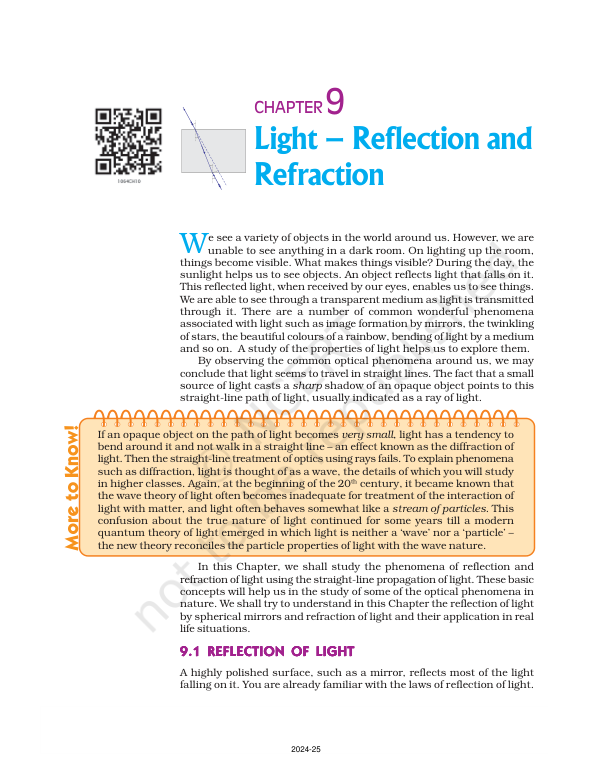 CHAPTER 9
Light – Reflection and
Refraction
1064CH10
We see a variety of objects in the world around us. However, we are
unable to see anything in a dark room. On lighting up the room,
things become visible. What makes things visible? During the day, the
sunlight helps us to see objects. An object reflects light that falls on it.
This reflected light, when received by our eyes, enables us to see things.
We are able to see through a transparent medium as light is transmitted
through it. There are a number of common wonderful phenomena
associated with light such as image formation by mirrors, the twinkling
of stars, the beautiful colours of a rainbow, bending of light by a medium
and so on. A study of the properties of light helps us to explore them.
By observing the common optical phenomena around us, we may
conclude that light seems to travel in straight lines. The fact that a small
source of light casts a sharp shadow of an opaque object points to this
straight-line path of light, usually indicated as a ray of light.
More to Know!
If an opaque object on the path of light becomes very small, light has a tendency to
bend around it and not walk in a straight line – an effect known as the diffraction of
light. Then the straight-line treatment of optics using rays fails. To explain phenomena
such as diffraction, light is thought of as a wave, the details of which you will study
in higher classes. Again, at the beginning of the 20th century, it became known that
the wave theory of light often becomes inadequate for treatment of the interaction of
light with matter, and light often behaves somewhat like a stream of particles. This
confusion about the true nature of light continued for some years till a modern
quantum theory of light emerged in which light is neither a ‘wave’ nor a ‘particle’ –
the new theory reconciles the particle properties of light with the wave nature.
In this Chapter, we shall study the phenomena of reflection and
refraction of light using the straight-line propagation of light. These basic
concepts will help us in the study of some of the optical phenomena in
nature. We shall try to understand in this Chapter the reflection of light
by spherical mirrors and refraction of light and their application in real
life situations.
9.1 REFLECTION OF LIGHT
A highly polished surface, such as a mirror, reflects most of the light
falling on it. You are already familiar with the laws of reflection of light.
2024-25
© NCERT
not to be republished